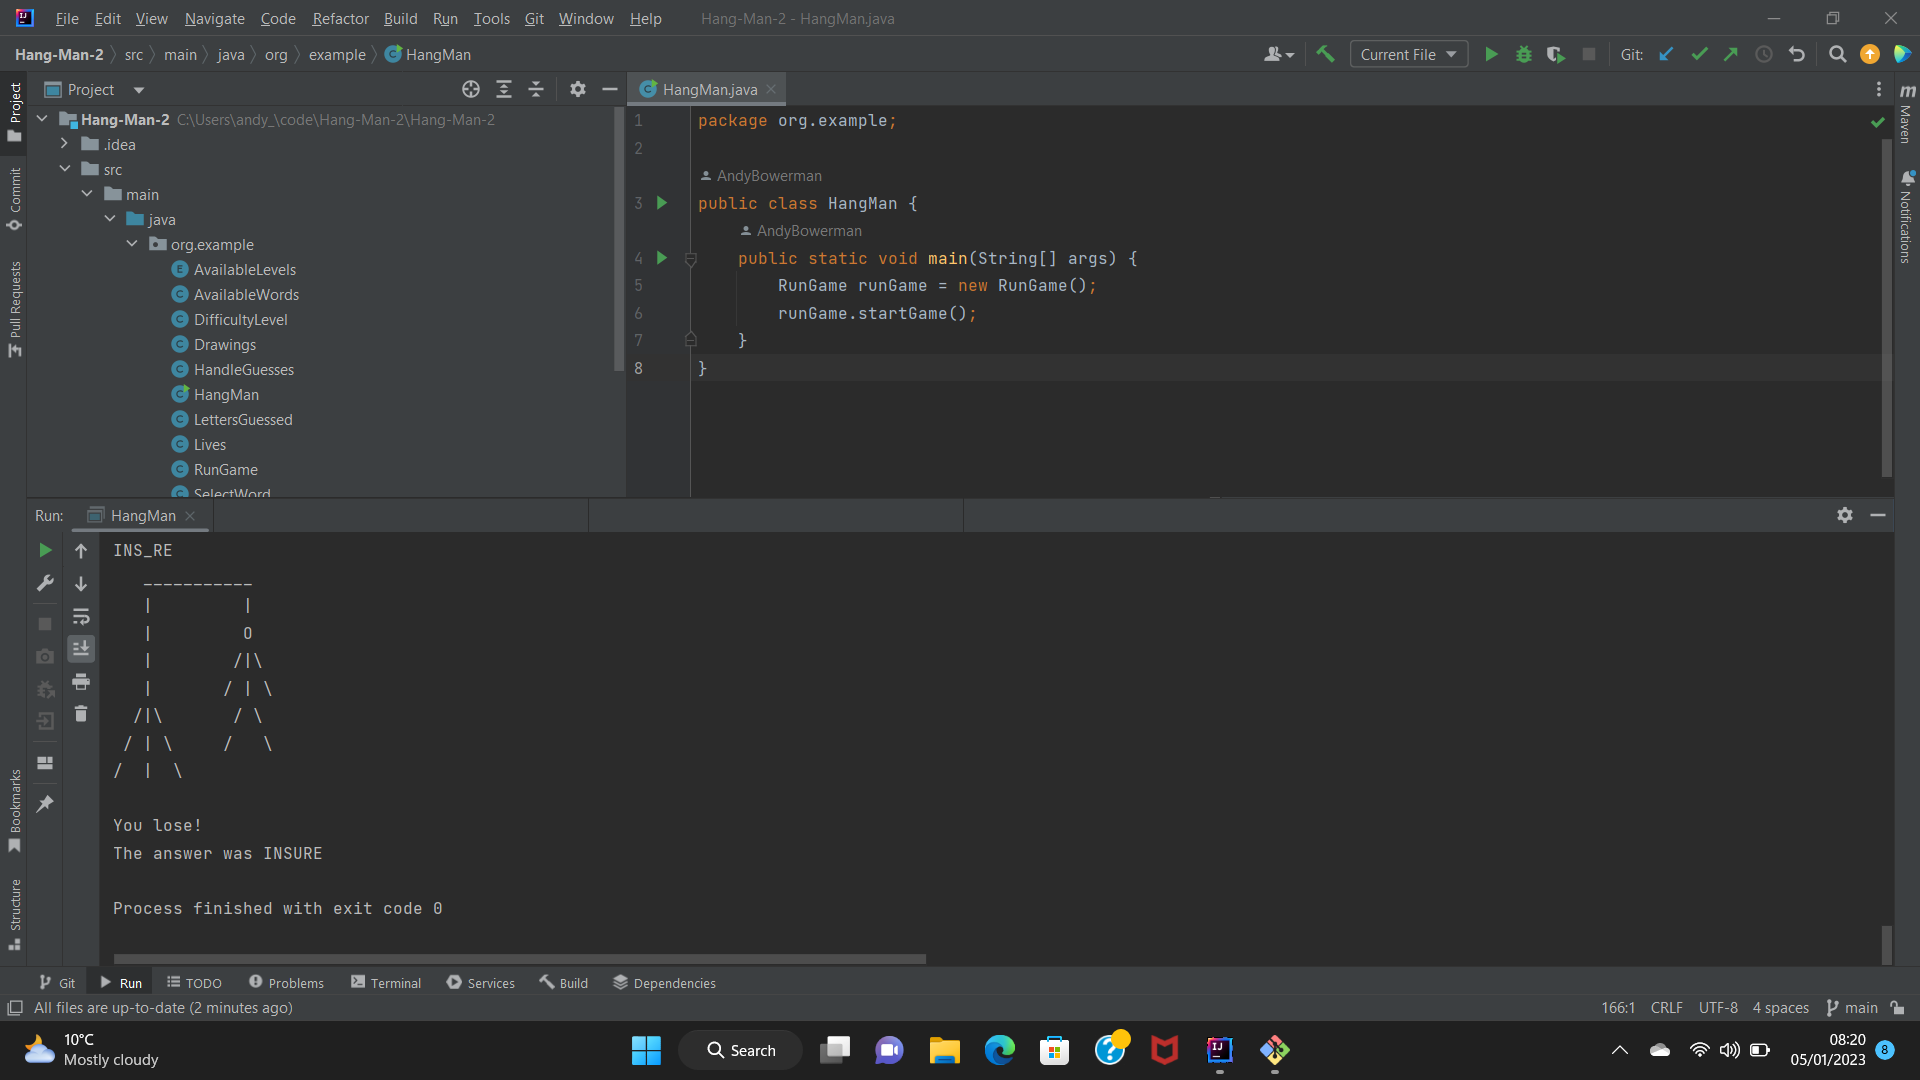 File Edit View Navigate Code Refactor Build Run Tools Git Window Help Hang-Man-2 - HangMan.java
Hang-Man-2 src main java org example HangMan Current File Git:
Project
Hang-Man-2 C:\Users\andy_\code\Hang-Man-2\Hang-Man-2
.idea
src
main
java
org.example
AvailableLevels
AvailableWords
DifficultyLevel
Drawings
HandleGuesses
HangMan
LettersGuessed
Lives
RunGame
SelectWord
HangMan.java
1 package org.example;
2
AndyBowerman
3 public class HangMan {
AndyBowerman
4 public static void main(String[] args) {
5 RunGame runGame = new RunGame();
6 runGame.startGame();
7 }
8 }
Project
Commit
Pull Requests
Bookmarks
Structure
Maven
Notifications
Run: HangMan
INS_RE
   -----------
   |         |
   |         O
   |        /|\
   |       / | \
  /|\       / \
 / | \     /   \
/  |  \
You lose!
The answer was INSURE
Process finished with exit code 0
Git Run TODO Problems Terminal Services Build Dependencies
All files are up-to-date (2 minutes ago) 166:1 CRLF UTF-8 4 spaces main
10°C
Mostly cloudy
Search
08:20
05/01/2023
8